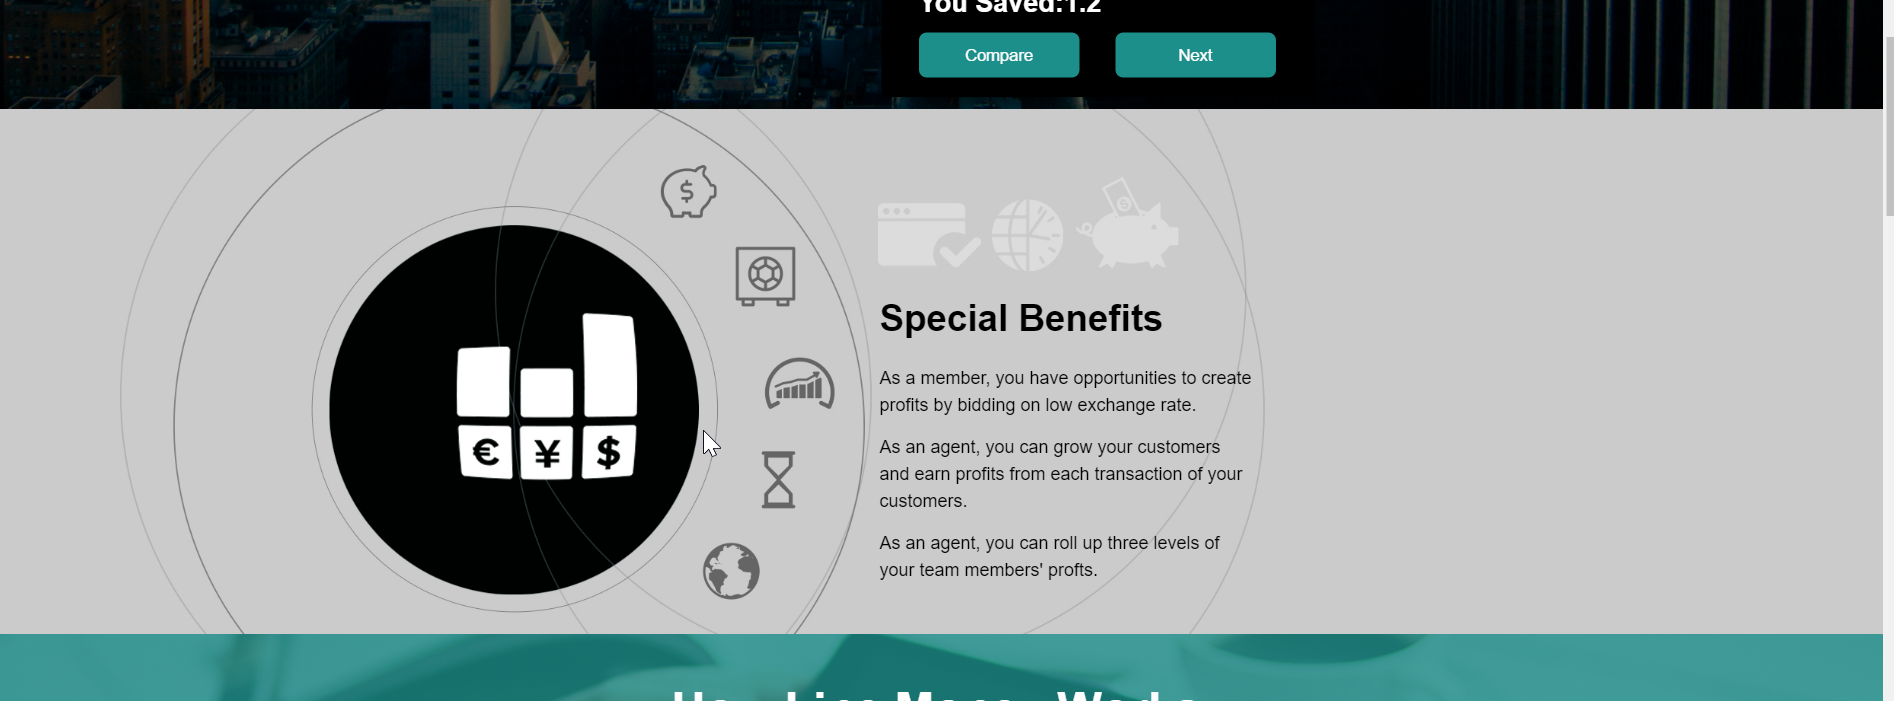 You Saved:1.2
Compare
Next
€ ¥ $
Special Benefits
As a member, you have opportunities to create
profits by bidding on low exchange rate.
As an agent, you can grow your customers
and earn profits from each transaction of your
customers.
As an agent, you can roll up three levels of
your team members' profts.